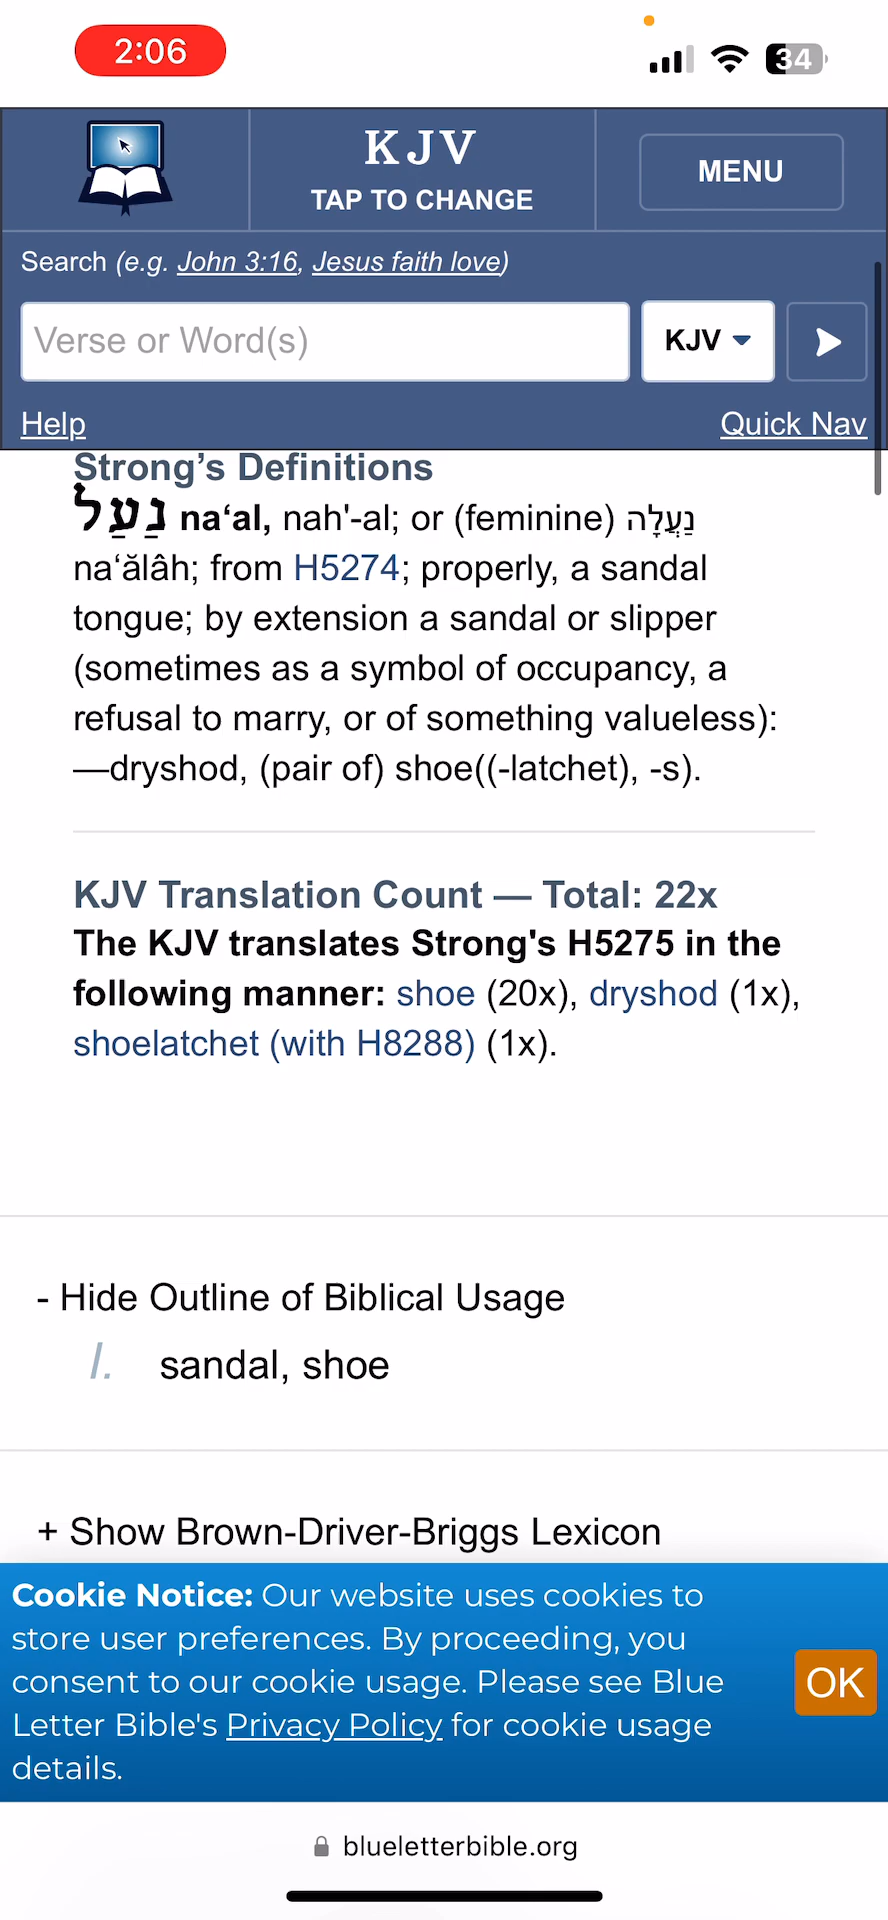 2:06
34
KJV
TAP TO CHANGE
MENU
Search (e.g. John 3:16, Jesus faith love)
Verse or Word(s)
KJV
Help
Quick Nav
Strong’s Definitions
נַעַל na‘al, nah'-al; or (feminine) נַעֲלָה
na‘ălâh; from H5274; properly, a sandal
tongue; by extension a sandal or slipper
(sometimes as a symbol of occupancy, a
refusal to marry, or of something valueless):
—dryshod, (pair of) shoe((-latchet), -s).
KJV Translation Count — Total: 22x
The KJV translates Strong's H5275 in the
following manner: shoe (20x), dryshod (1x),
shoelatchet (with H8288) (1x).
- Hide Outline of Biblical Usage
I. sandal, shoe
+ Show Brown-Driver-Briggs Lexicon
Cookie Notice: Our website uses cookies to
store user preferences. By proceeding, you
consent to our cookie usage. Please see Blue
Letter Bible's Privacy Policy for cookie usage
details.
OK
blueletterbible.org